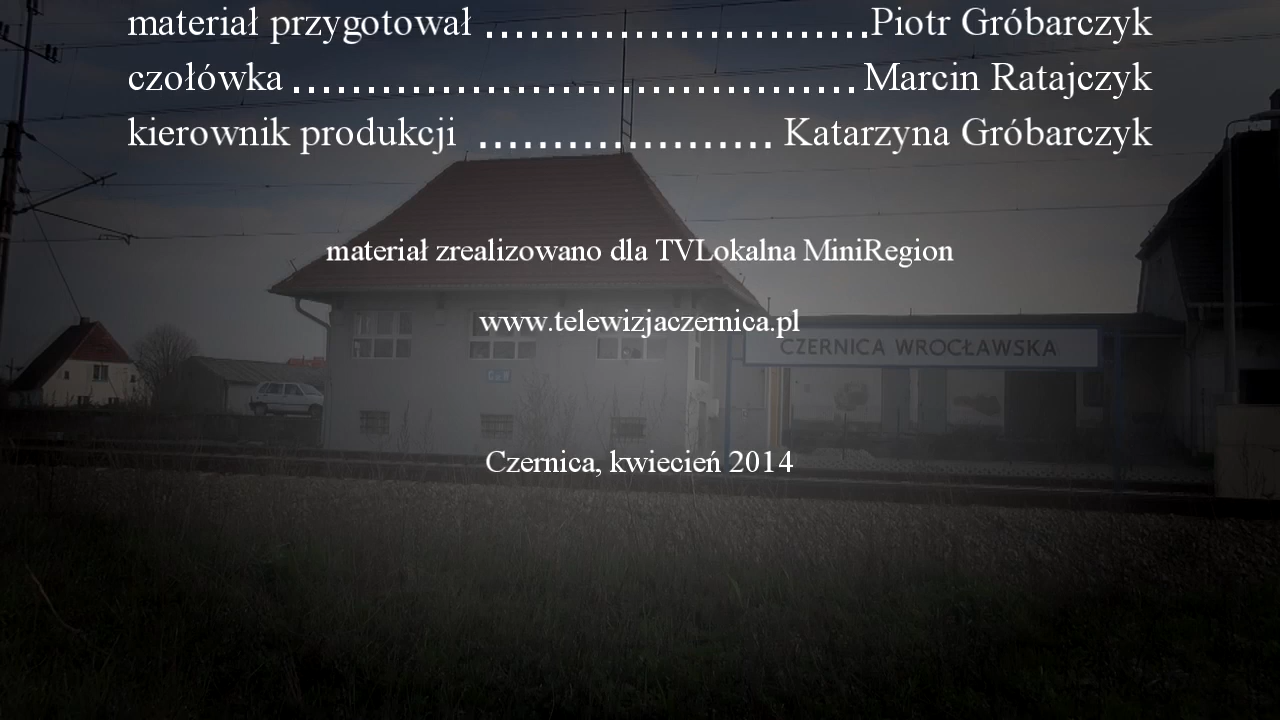 materiał przygotował ..........................Piotr Gróbarczyk
czołówka ...................................... Marcin Ratajczyk
kierownik produkcji .................... Katarzyna Gróbarczyk
materiał zrealizowano dla TVLokalna MiniRegion
www.telewizjaczernica.pl
CZERNICA WROCŁAWSKA
Czernica, kwiecień 2014